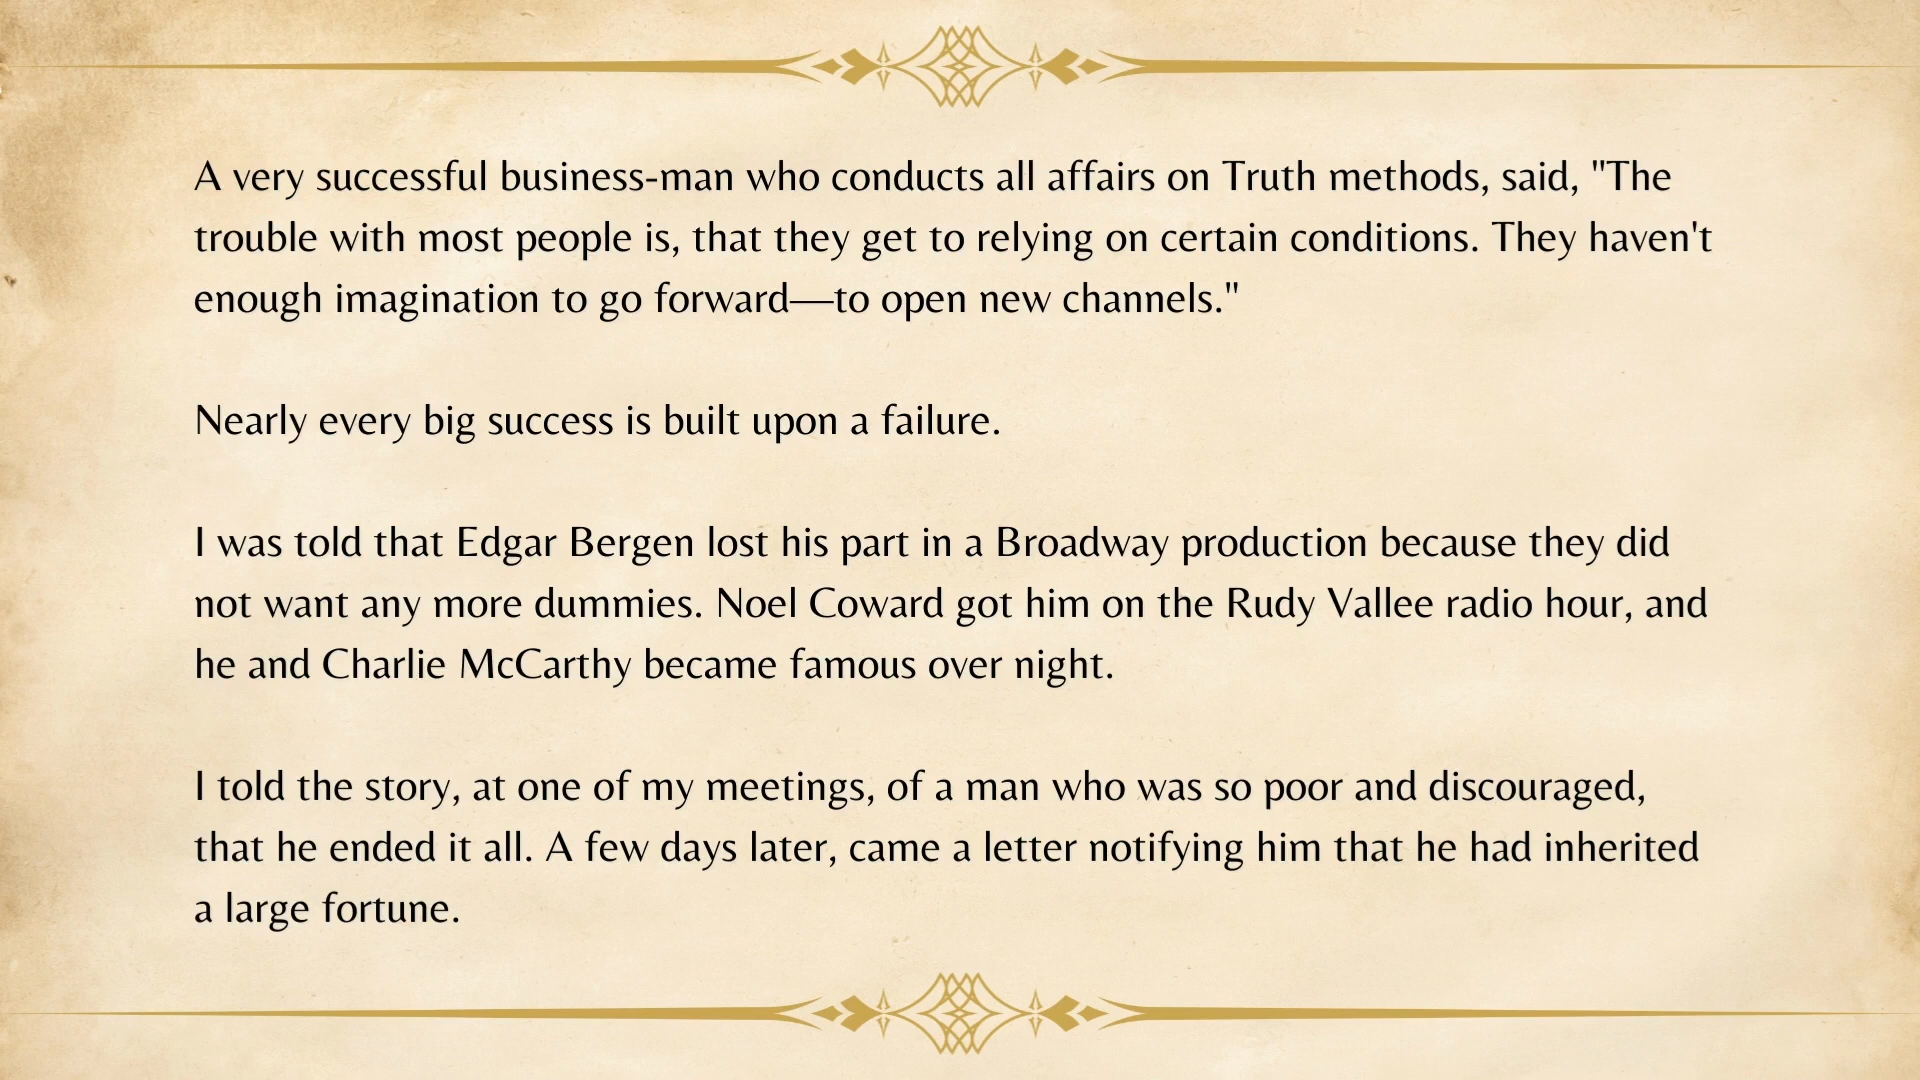 A very successful business-man who conducts all affairs on Truth methods, said, "The
trouble with most people is, that they get to relying on certain conditions. They haven't
enough imagination to go forward—to open new channels."
Nearly every big success is built upon a failure.
I was told that Edgar Bergen lost his part in a Broadway production because they did
not want any more dummies. Noel Coward got him on the Rudy Vallee radio hour, and
he and Charlie McCarthy became famous over night.
I told the story, at one of my meetings, of a man who was so poor and discouraged,
that he ended it all. A few days later, came a letter notifying him that he had inherited
a large fortune.